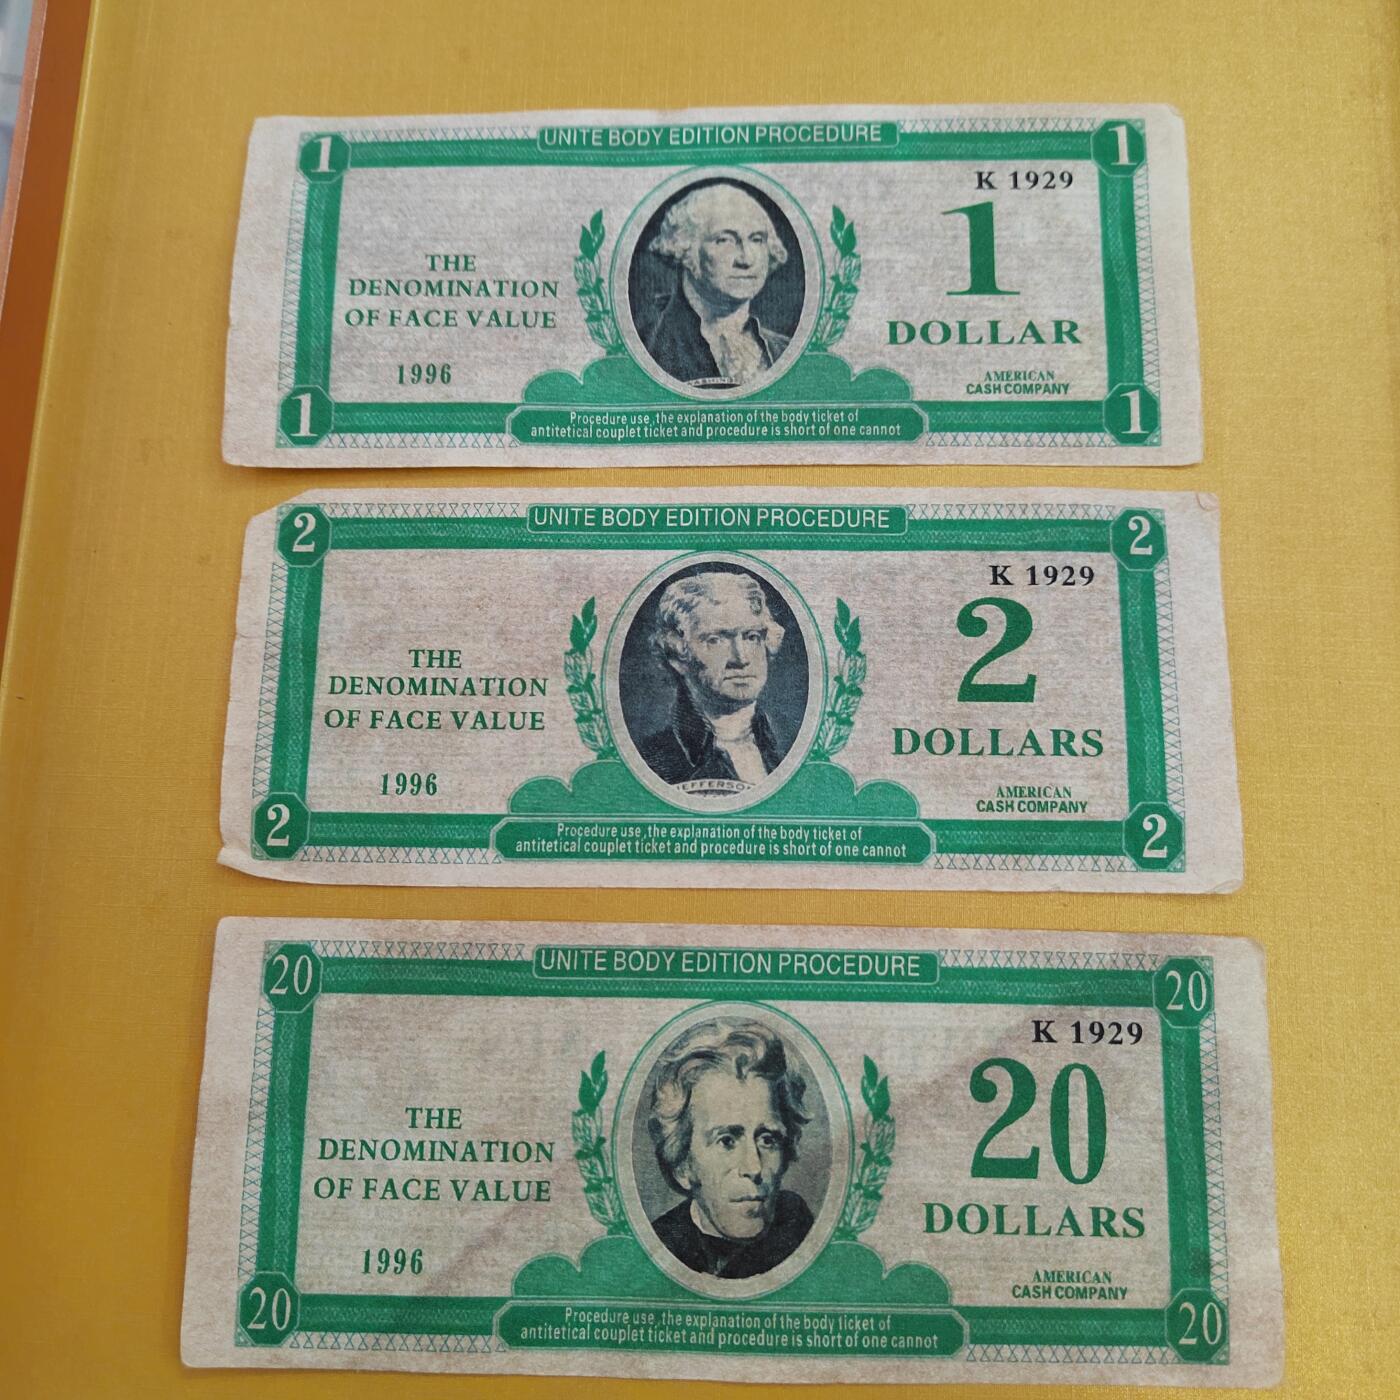 UNITE BODY EDITION PROCEDURE
1 1
K 1929
1
DOLLAR
THE
DENOMINATION
OF FACE VALUE
1996
AMERICAN
CASH COMPANY
1 1
Procedure use ,the explanation of the body ticket of
antitetical couplet ticket and procedure is short of one cannot
UNITE BODY EDITION PROCEDURE
2 2
K 1929
2
DOLLARS
THE
DENOMINATION
OF FACE VALUE
1996
EFFERSO
AMERICAN
CASH COMPANY
2 2
Procedure use ,the explanation of the body ticket of
antitetical couplet ticket and procedure is short of one cannot
UNITE BODY EDITION PROCEDURE
20 20
K 1929
20
DOLLARS
THE
DENOMINATION
OF FACE VALUE
1996
AMERICAN
CASH COMPANY
20 20
Procedure use ,the explanation of the body ticket of
antitetical couplet ticket and procedure is short of one cannot